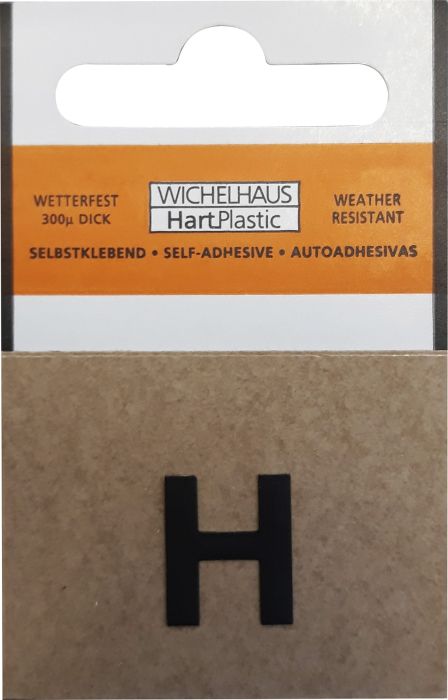 WETTERFEST
300µ DICK
WICHELHAUS
HartPlastic
WEATHER
RESISTANT
SELBSTKLEBEND • SELF-ADHESIVE • AUTOADHESIVAS
H